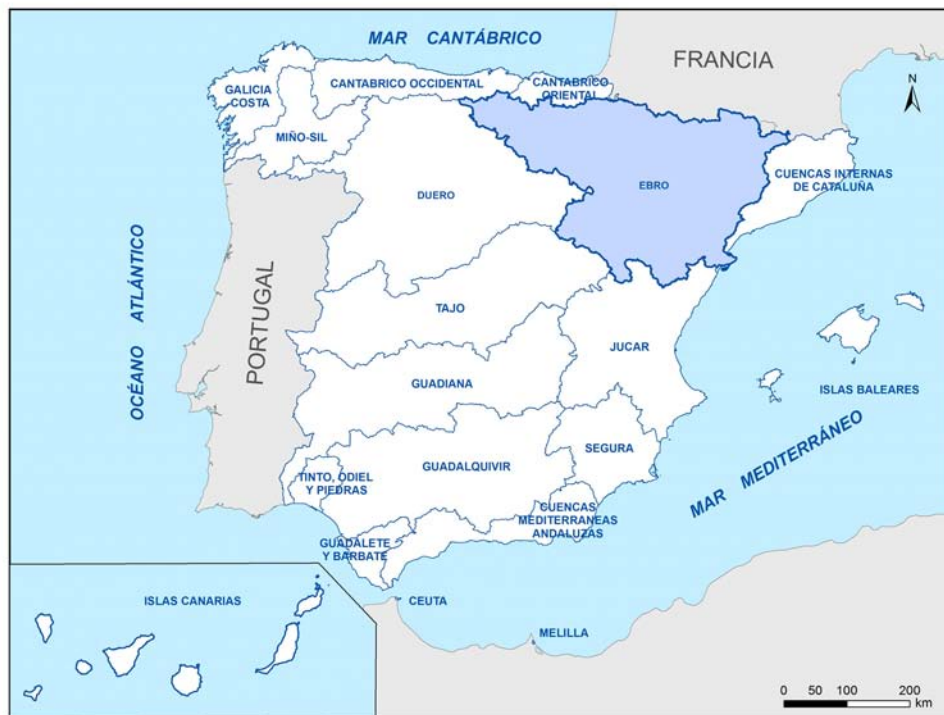 MAR CANTÁBRICO
FRANCIA
N
GALICIA
COSTA
CANTABRICO OCCIDENTAL
CANTABRICO
ORIENTAL
MIÑO-SIL
CUENCAS INTERNAS
DE CATALUÑA
EBRO
DUERO
OCÉANO ATLÁNTICO
PORTUGAL
TAJO
JUCAR
GUADIANA
ISLAS BALEARES
MAR MEDITERRÁNEO
SEGURA
GUADALQUIVIR
TINTO, ODIEL
Y PIEDRAS
CUENCAS
MEDITERRANEAS
ANDALUZAS
GUADALETE
Y BARBATE
ISLAS CANARIAS
CEUTA
MELILLA
0 50 100 200
km